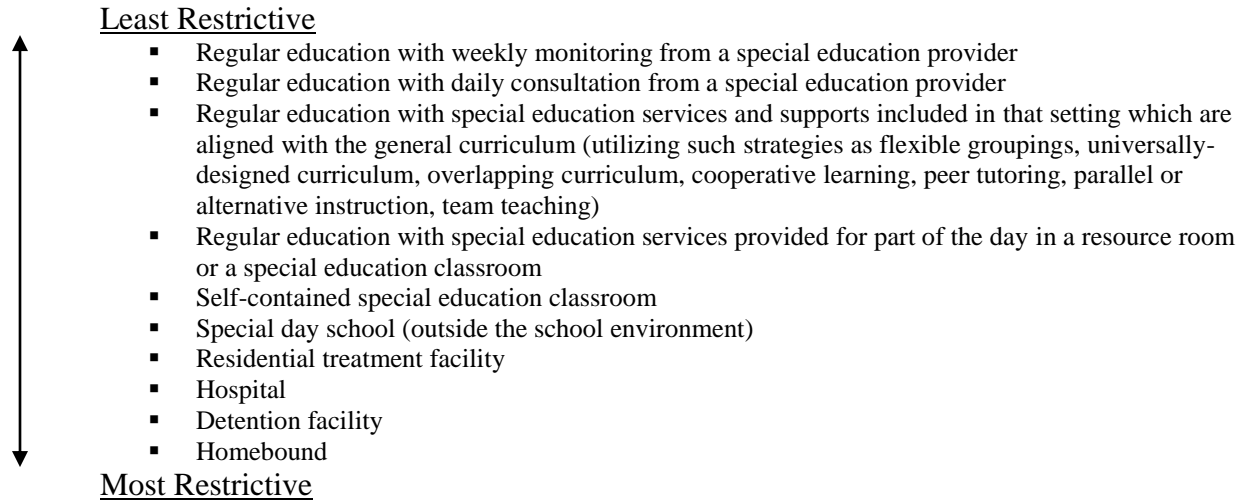 Least Restrictive
▪ Regular education with weekly monitoring from a special education provider
▪ Regular education with daily consultation from a special education provider
▪ Regular education with special education services and supports included in that setting which are
aligned with the general curriculum (utilizing such strategies as flexible groupings, universally-
designed curriculum, overlapping curriculum, cooperative learning, peer tutoring, parallel or
alternative instruction, team teaching)
▪ Regular education with special education services provided for part of the day in a resource room
or a special education classroom
▪ Self-contained special education classroom
▪ Special day school (outside the school environment)
▪ Residential treatment facility
▪ Hospital
▪ Detention facility
▪ Homebound
Most Restrictive